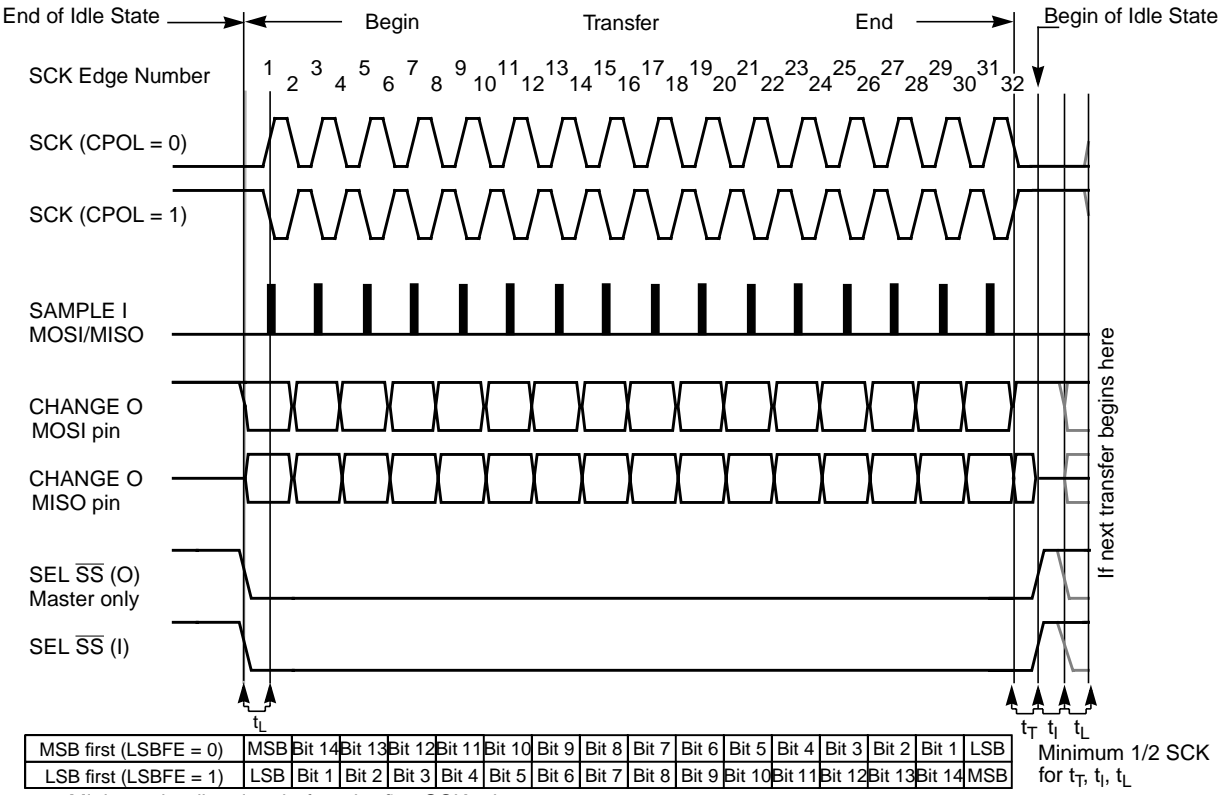 End of Idle State Begin Transfer End Begin of Idle State
SCK Edge Number 1 2 3 4 5 6 7 8 9 10 11 12 13 14 15 16 17 18 19 20 21 22 23 24 25 26 27 28 29 30 31 32
SCK (CPOL = 0)
SCK (CPOL = 1)
SAMPLE I
MOSI/MISO
CHANGE O
MOSI pin
CHANGE O
MISO pin
SEL SS (O)
Master only
SEL SS (I)
If next transfer begins here
tL tT tI tL
MSB first (LSBFE = 0) MSB Bit 14 Bit 13 Bit 12 Bit 11 Bit 10 Bit 9 Bit 8 Bit 7 Bit 6 Bit 5 Bit 4 Bit 3 Bit 2 Bit 1 LSB
LSB first (LSBFE = 1) LSB Bit 1 Bit 2 Bit 3 Bit 4 Bit 5 Bit 6 Bit 7 Bit 8 Bit 9 Bit 10 Bit 11 Bit 12 Bit 13 Bit 14 MSB
Minimum 1/2 SCK
for tT, tI, tL